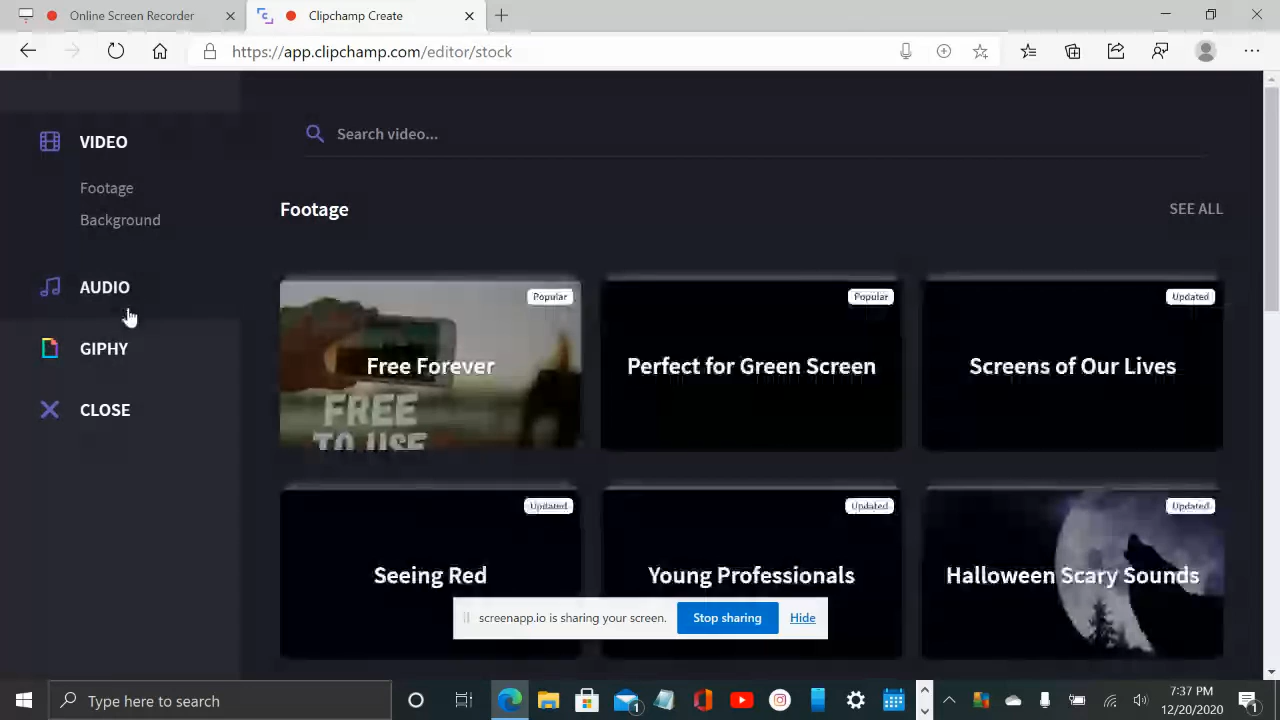 Online Screen Recorder
Clipchamp Create
https://app.clipchamp.com/editor/stock
VIDEO
Search video...
Footage
Background
Footage
SEE ALL
AUDIO
GIPHY
CLOSE
Popular
Popular
Updated
Free Forever
Perfect for Green Screen
Screens of Our Lives
FREE
TO USE
Updated
Updated
Updated
Seeing Red
Young Professionals
Halloween Scary Sounds
screenapp.io is sharing your screen.
Stop sharing
Hide
Type here to search
1
7:37 PM
12/20/2020
1